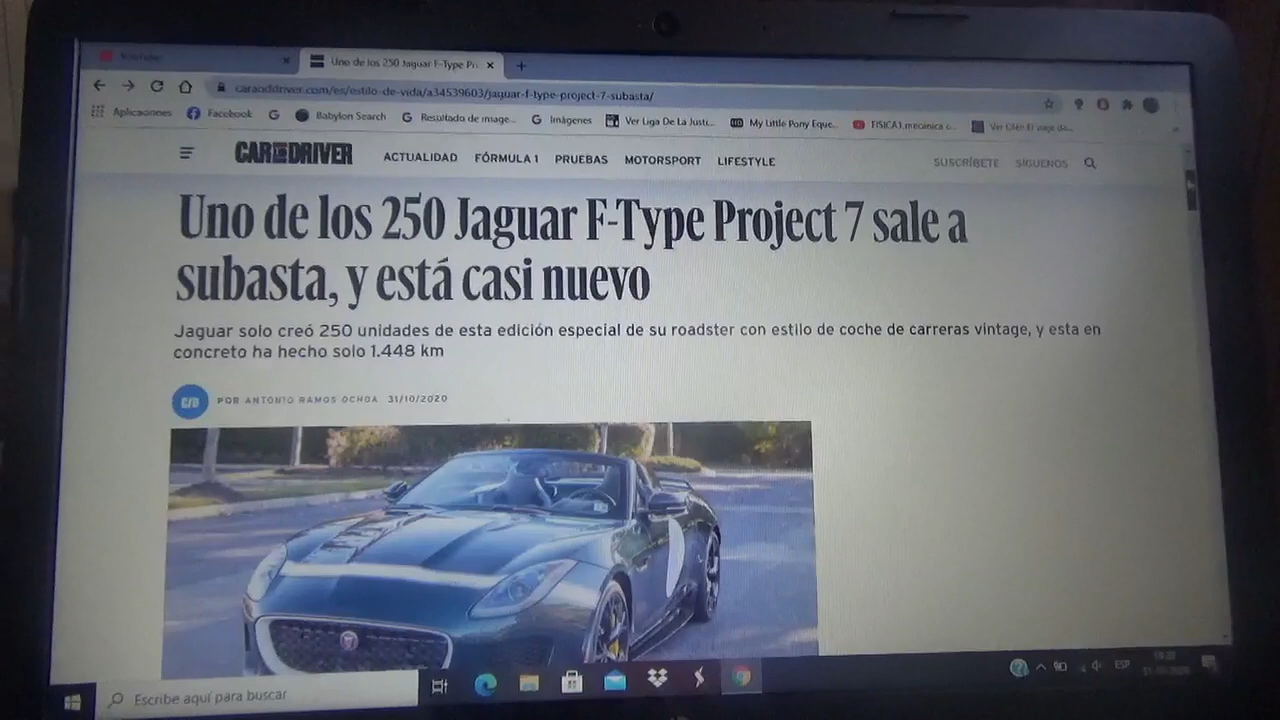 YouTube
Uno de los 250 Jaguar F-Type Pr
caranddriver.com/es/estilo-de-vida/a34539603/jaguar-f-type-project-7-subasta/
Aplicaciones Facebook Babylon Search Resultado de image... Imágenes Ver Liga De La Justi... My Little Pony Eque... FISICA1.mecánica o...
CAR AND DRIVER ACTUALIDAD FÓRMULA 1 PRUEBAS MOTORSPORT LIFESTYLE SUSCRÍBETE SÍGUENOS
Uno de los 250 Jaguar F-Type Project 7 sale a
subasta, y está casi nuevo
Jaguar solo creó 250 unidades de esta edición especial de su roadster con estilo de coche de carreras vintage, y esta en
concreto ha hecho solo 1.448 km
C/D POR ANTONIO RAMOS OCHOA 31/10/2020
Escribe aquí para buscar ESP